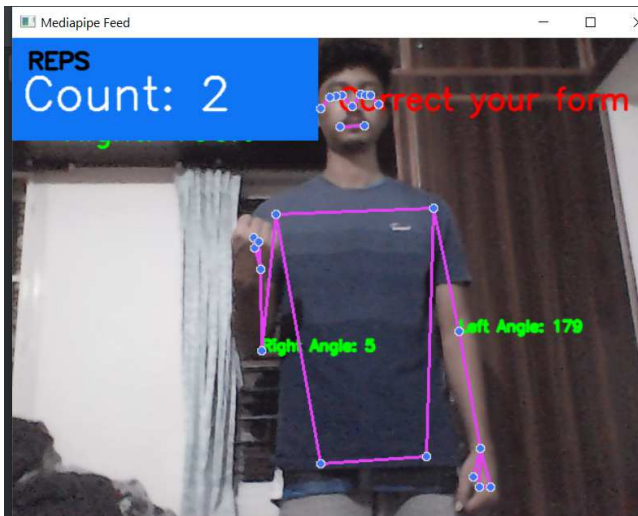 Mediapipe Feed
REPS
Count: 2
Correct your form
Left Angle: 179
Right Angle: 5